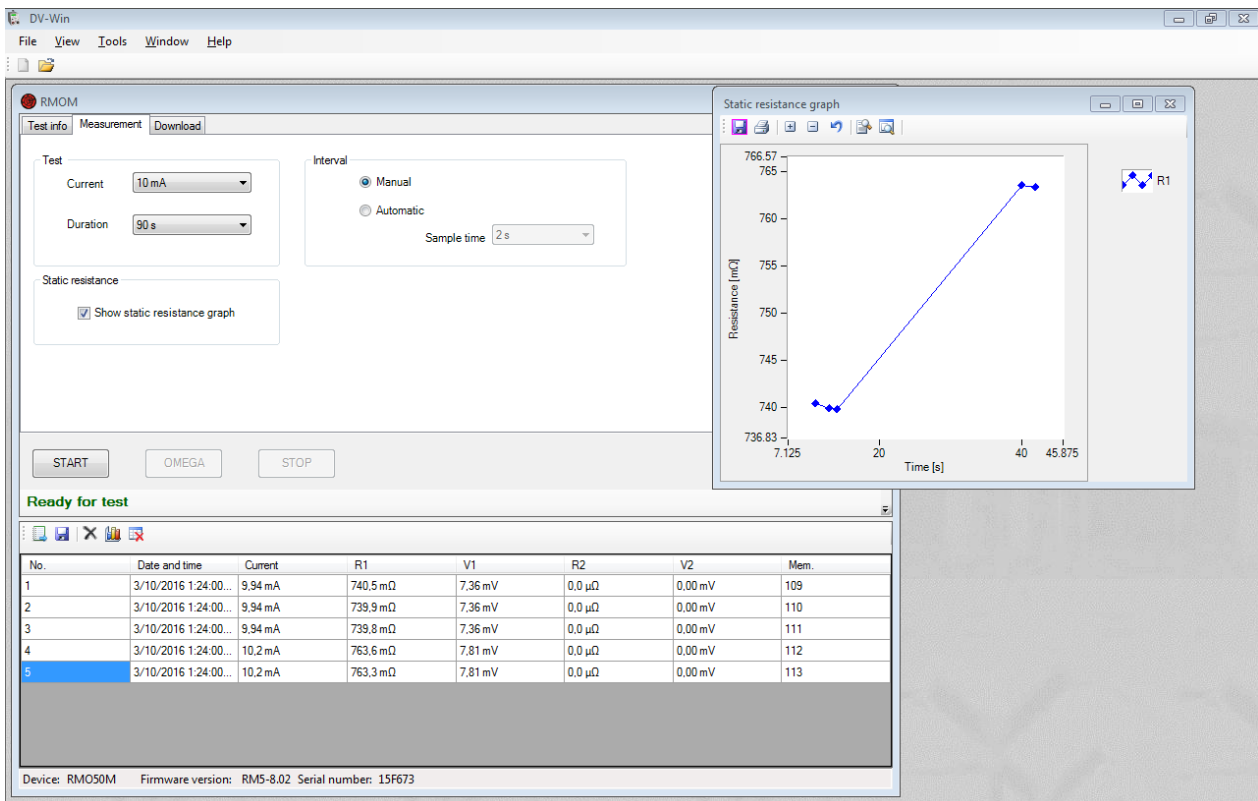 DV-Win
File View Tools Window Help
RMOM
Test info Measurement Download
Test
Current 10 mA
Duration 90 s
Interval
Manual
Automatic
Sample time 2 s
Static resistance
Show static resistance graph
START OMEGA STOP
Ready for test
Static resistance graph
766.57
765
760
755
750
745
740
736.83
Resistance [mΩ]
7.125 20 40 45.875
Time [s]
R1
No. Date and time Current R1 V1 R2 V2 Mem.
1 3/10/2016 1:24:00... 9,94 mA 740,5 mΩ 7,36 mV 0,0 µΩ 0,00 mV 109
2 3/10/2016 1:24:00... 9,94 mA 739,9 mΩ 7,36 mV 0,0 µΩ 0,00 mV 110
3 3/10/2016 1:24:00... 9,94 mA 739,8 mΩ 7,36 mV 0,0 µΩ 0,00 mV 111
4 3/10/2016 1:24:00... 10,2 mA 763,6 mΩ 7,81 mV 0,0 µΩ 0,00 mV 112
5 3/10/2016 1:24:00... 10,2 mA 763,3 mΩ 7,81 mV 0,0 µΩ 0,00 mV 113
Device: RMO50M Firmware version: RM5-8.02 Serial number: 15F673